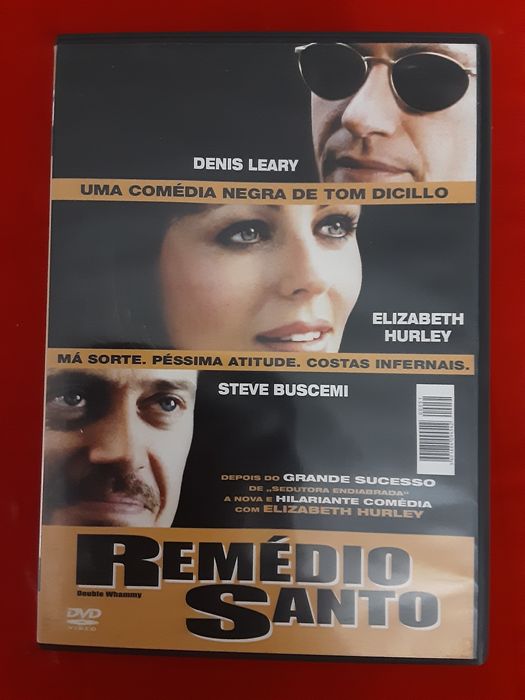 DENIS LEARY
UMA COMÉDIA NEGRA DE TOM DICILLO
ELIZABETH
HURLEY
MÁ SORTE. PÉSSIMA ATITUDE. COSTAS INFERNAIS.
STEVE BUSCEMI
DEPOIS DO GRANDE SUCESSO
DE „SEDUTORA ENDIABRADA“
A NOVA E HILARIANTE COMÉDIA
COM ELIZABETH HURLEY
REMÉDIO
Double Whammy
SANTO
DVD
VIDEO